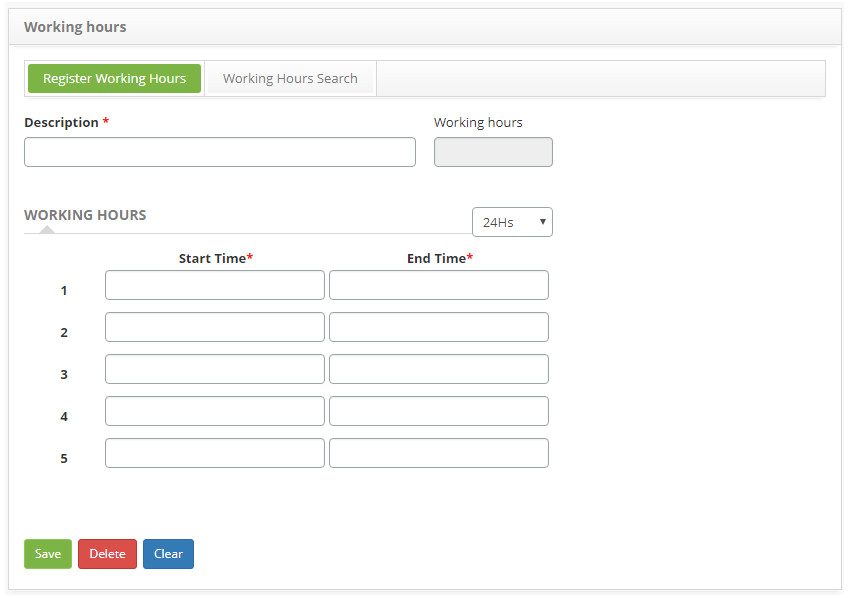 Working hours
Register Working Hours Working Hours Search
Description * Working hours
WORKING HOURS 24Hs
Start Time* End Time*
1
2
3
4
5
Save Delete Clear